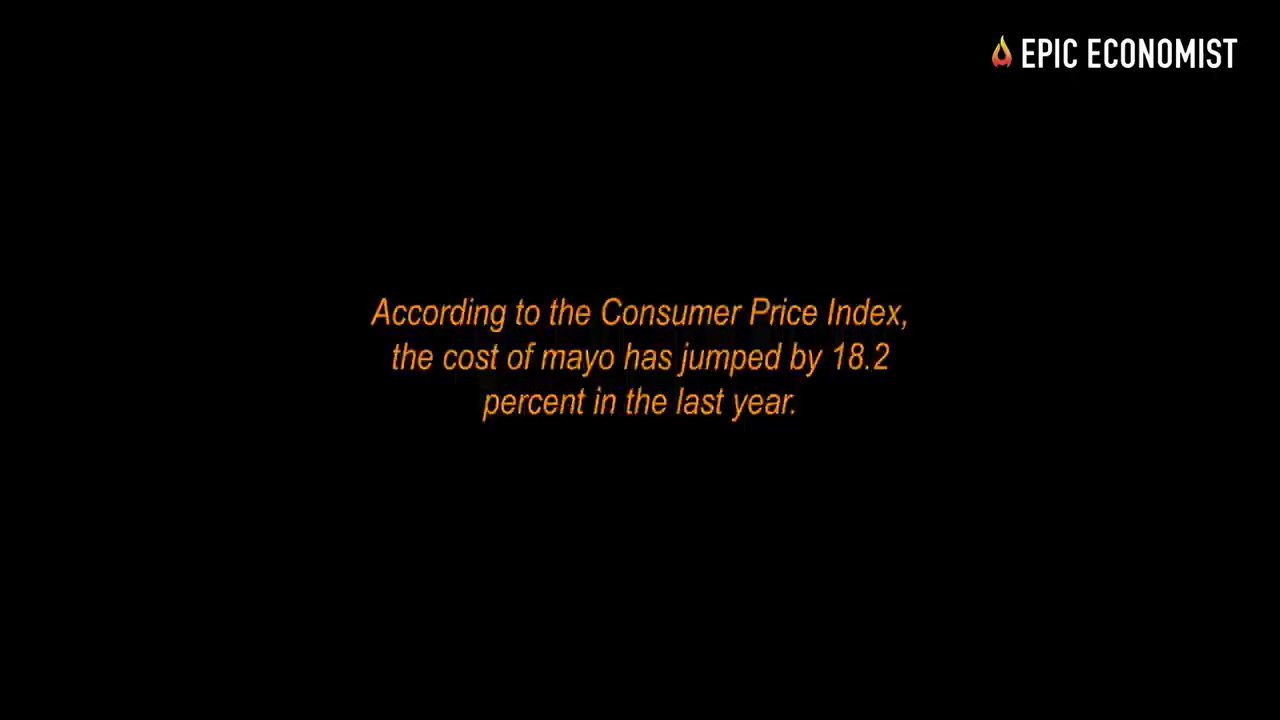 EPIC ECONOMIST
According to the Consumer Price Index,
the cost of mayo has jumped by 18.2
percent in the last year.